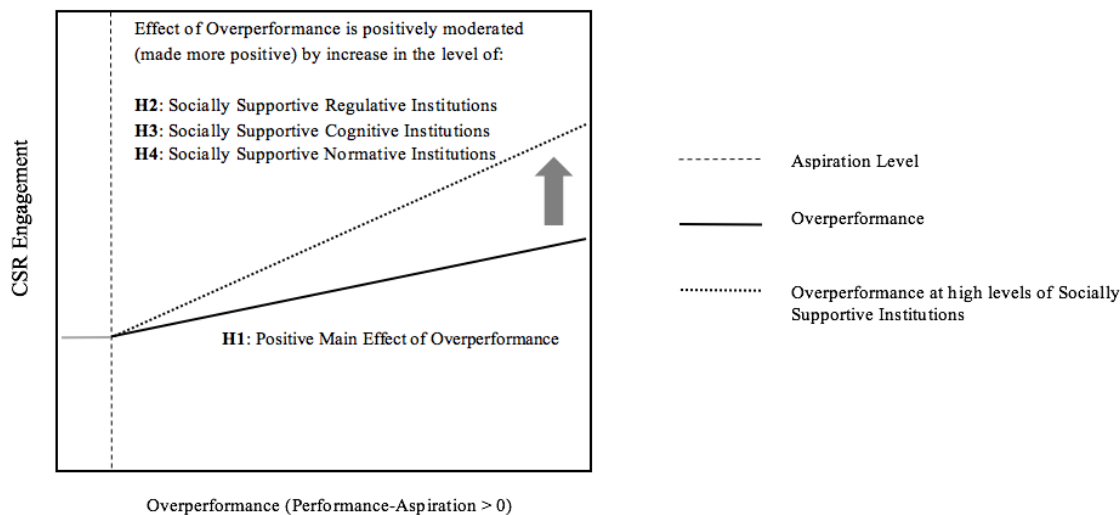 Effect of Overperformance is positively moderated
(made more positive) by increase in the level of:
H2: Socially Supportive Regulative Institutions
H3: Socially Supportive Cognitive Institutions
H4: Socially Supportive Normative Institutions
H1: Positive Main Effect of Overperformance
CSR Engagement
Overperformance (Performance-Aspiration > 0)
Aspiration Level
Overperformance
Overperformance at high levels of Socially
Supportive Institutions